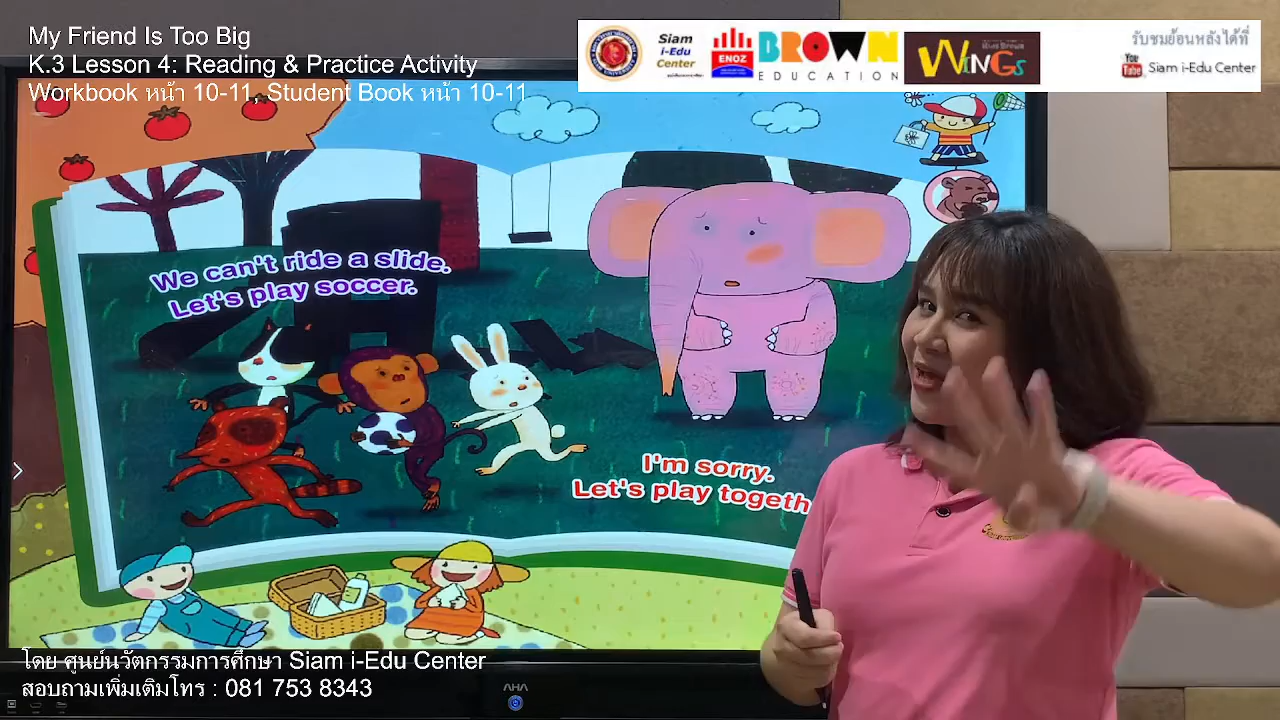 My Friend Is Too Big
K.3 Lesson 4: Reading & Practice Activity
Workbook หน้า 10-11, Student Book หน้า 10-11
Siam
i-Edu
Center
ENOZ
BROWN
EDUCATION
WiNGs
รับชมย้อนหลังได้ที่
You Tube Siam i-Edu Center
We can't ride a slide.
Let's play soccer.
I'm sorry.
Let's play togeth
โดย ศูนย์นวัตกรรมการศึกษา Siam i-Edu Center
สอบถามเพิ่มเติมโทร : 081 753 8343
AHA